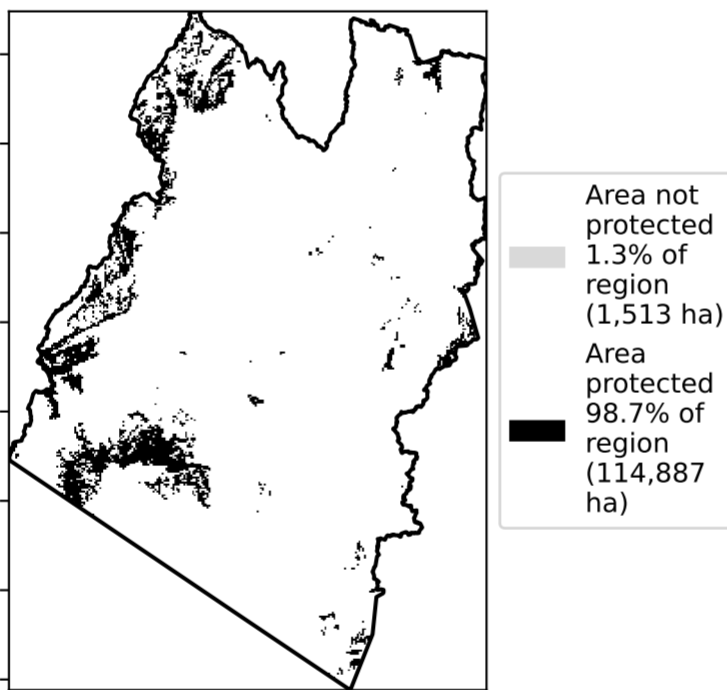 Area not
protected
1.3% of
region
(1,513 ha)
Area
protected
98.7% of
region
(114,887
ha)